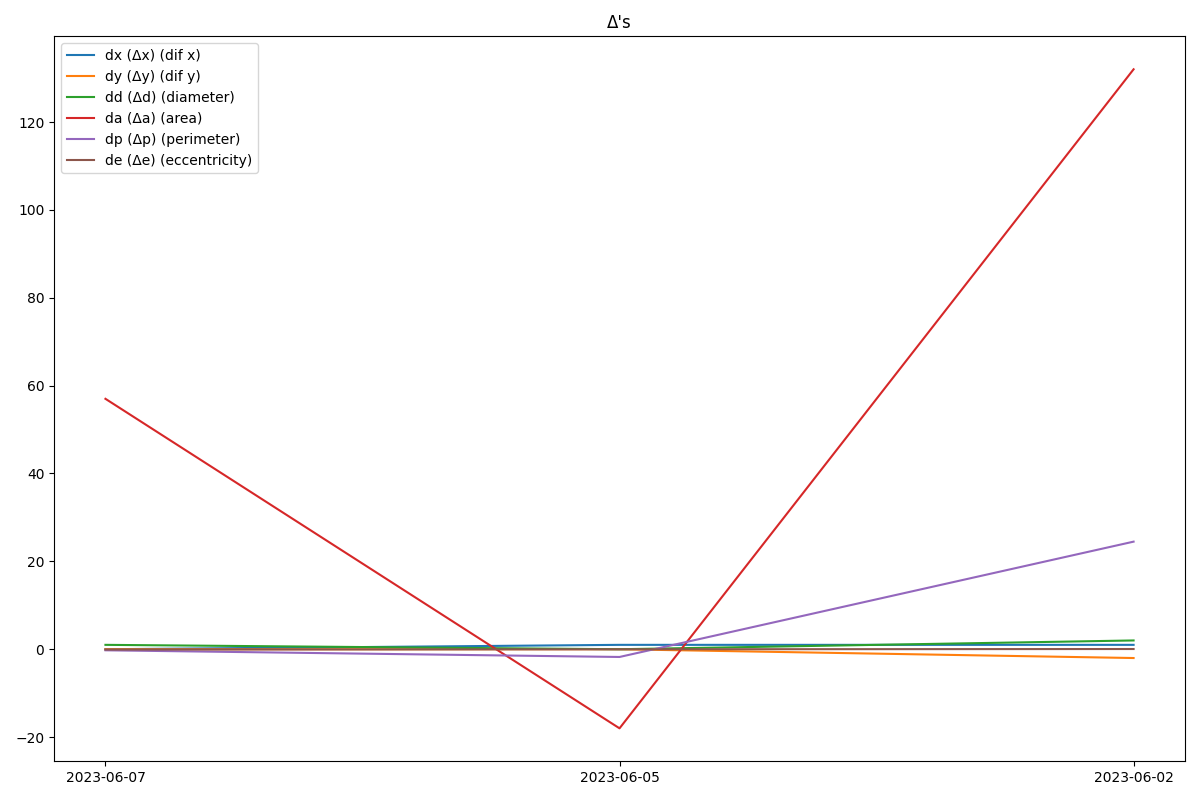 Δ's
dx (Δx) (dif x)
dy (Δy) (dif y)
dd (Δd) (diameter)
da (Δa) (area)
dp (Δp) (perimeter)
de (Δe) (eccentricity)
120
100
80
60
40
20
0
−20
2023-06-07 2023-06-05 2023-06-02